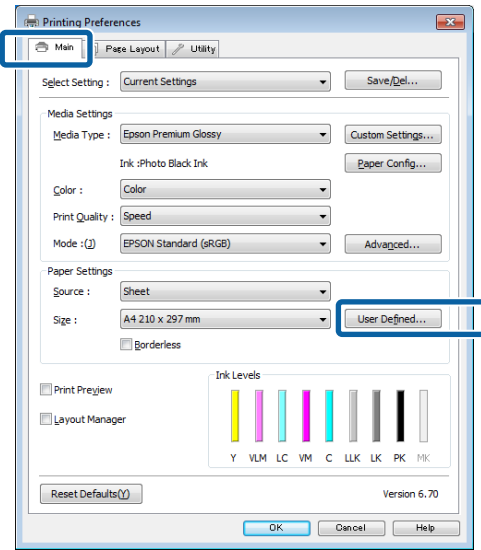 Printing Preferences
Main Page Layout Utility
Select Setting : Current Settings Save/Del...
Media Settings
Media Type : Epson Premium Glossy Custom Settings...
Ink :Photo Black Ink Paper Config...
Color : Color
Print Quality : Speed
Mode :(J) EPSON Standard (sRGB) Advanced...
Paper Settings
Source : Sheet
Size : A4 210 x 297 mm User Defined...
Borderless
Ink Levels
Print Preview
Layout Manager
Y VLM LC VM C LLK LK PK MK
Reset Defaults(Y) Version 6.70
OK Cancel Help